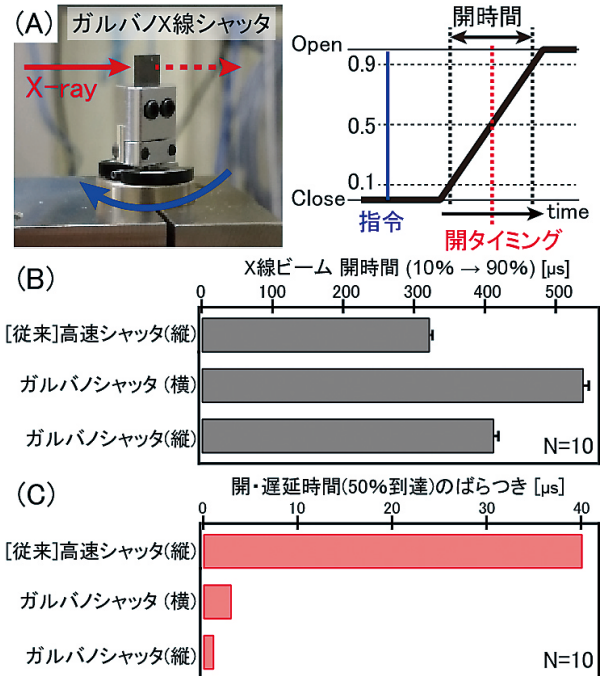 (A)
ガルバノX線シャッタ
X-ray
開時間
Open
0.9
0.5
0.1
Close
指令
time
開タイミング
(B)
X線ビーム 開時間 (10% → 90%) [μs]
0 100 200 300 400 500
[従来]高速シャッタ(縦)
ガルバノシャッタ (横)
ガルバノシャッタ(縦)
N=10
(C)
開・遅延時間(50%到達)のばらつき [μs]
0 10 20 30 40
[従来]高速シャッタ(縦)
ガルバノシャッタ (横)
ガルバノシャッタ(縦)
N=10